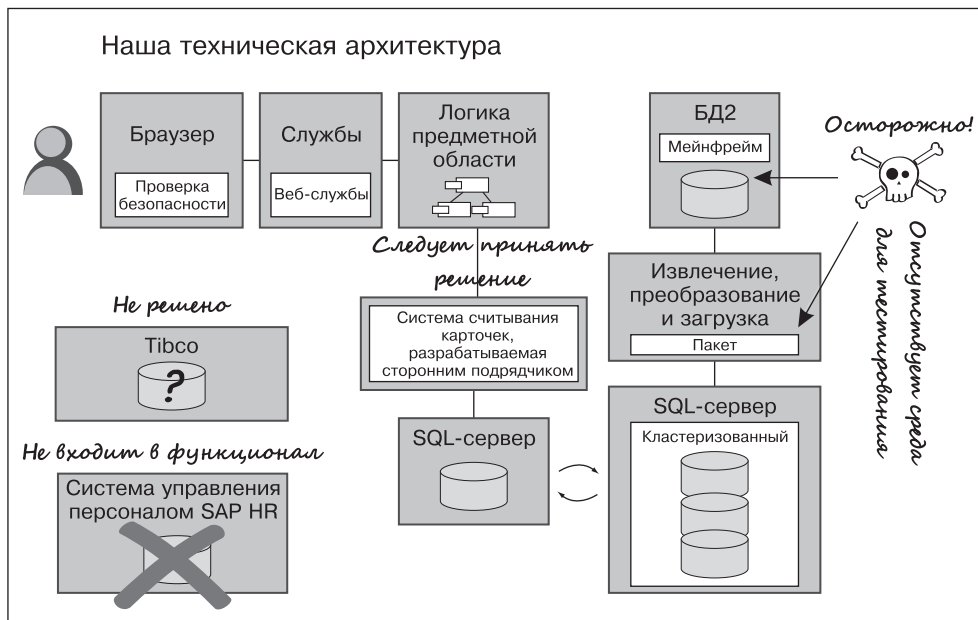 Наша техническая архитектура
Браузер
Проверка
безопасности
Службы
Веб-службы
Логика
предметной
области
БД2
Мейнфрейм
Осторожно!
Отсутствует среда
для тестирования
Следует принять
решение
Система считывания
карточек,
разрабатываемая
сторонним подрядчиком
Извлечение,
преобразование
и загрузка
Пакет
Не решено
Tibco
?
SQL-сервер
SQL-сервер
Кластеризованный
Не входит в функционал
Система управления
персоналом SAP HR